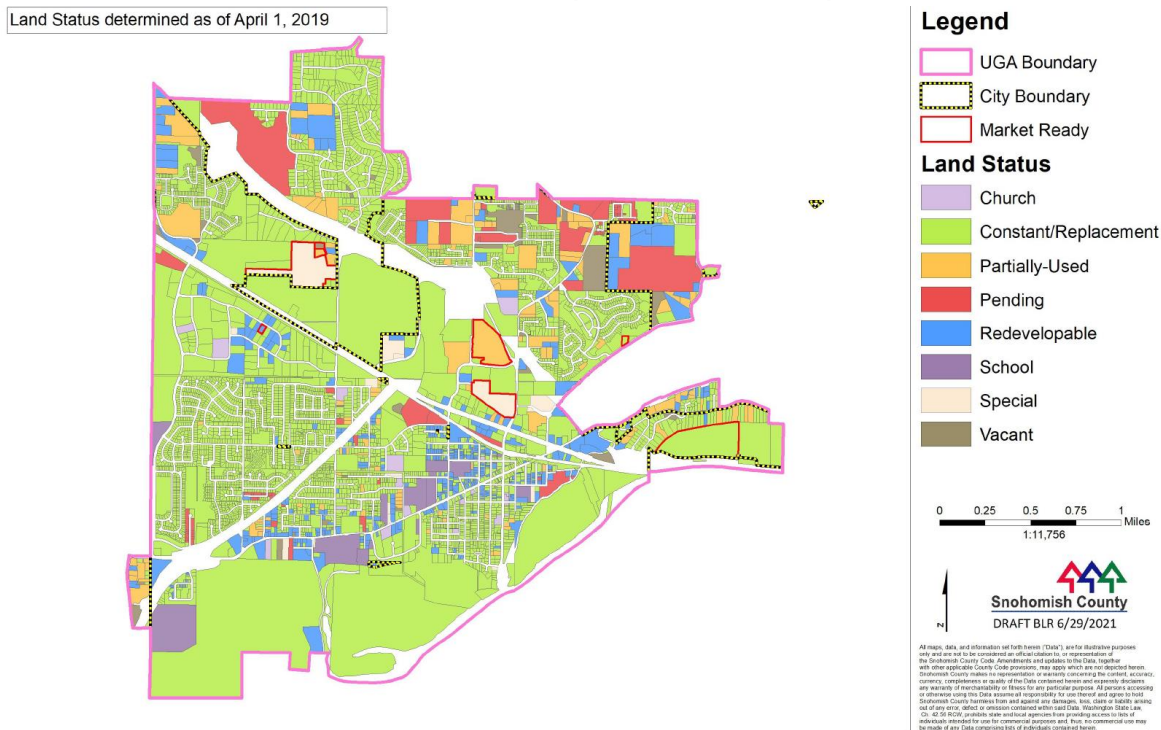 Land Status determined as of April 1, 2019
Legend
UGA Boundary
City Boundary
Market Ready
Land Status
Church
Constant/Replacement
Partially-Used
Pending
Redevelopable
School
Special
Vacant
0 0.25 0.5 0.75 1
Miles
1:11,756
N
Snohomish County
DRAFT BLR 6/29/2021
All maps, data, and information set forth herein ("Data"), are for illustrative purposes
only and are not to be considered an official citation to, or representation of
the Snohomish County Code. Amendments and updates to the Data, together
with other applicable County Code provisions, may apply which are not depicted herein.
Snohomish County makes no representation or warranty concerning the content, accuracy,
currency, completeness or quality of the Data contained herein and expressly disclaims
any warranty of merchantability or fitness for any particular purpose. All persons accessing
or otherwise using this Data assume all responsibility for use thereof and agree to hold
Snohomish County harmless from and against any damages, loss, claim or liability arising
out of any error, defect or omission contained within said Data. Washington State Law,
Ch. 42.56 RCW, prohibits state and local agencies from providing access to lists of
individuals intended for use for commercial purposes and, thus, no commercial use may
be made of any Data comprising lists of individuals contained herein.